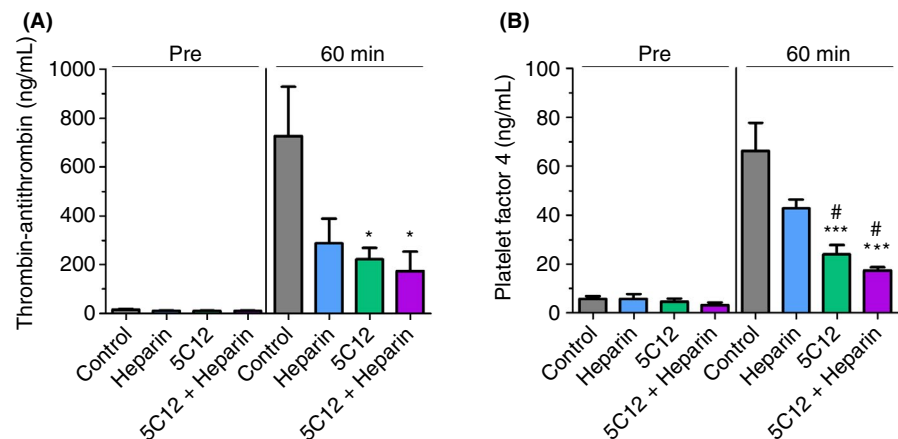 (A)
Pre
60 min
Thrombin-antithrombin (ng/mL)
1000
800
600
400
200
0
*
*
Control
Heparin
5C12
5C12 + Heparin
Control
Heparin
5C12
5C12 + Heparin
(B)
Pre
60 min
Platelet factor 4 (ng/mL)
100
80
60
40
20
0
#
***
#
***
Control
Heparin
5C12
5C12 + Heparin
Control
Heparin
5C12
5C12 + Heparin